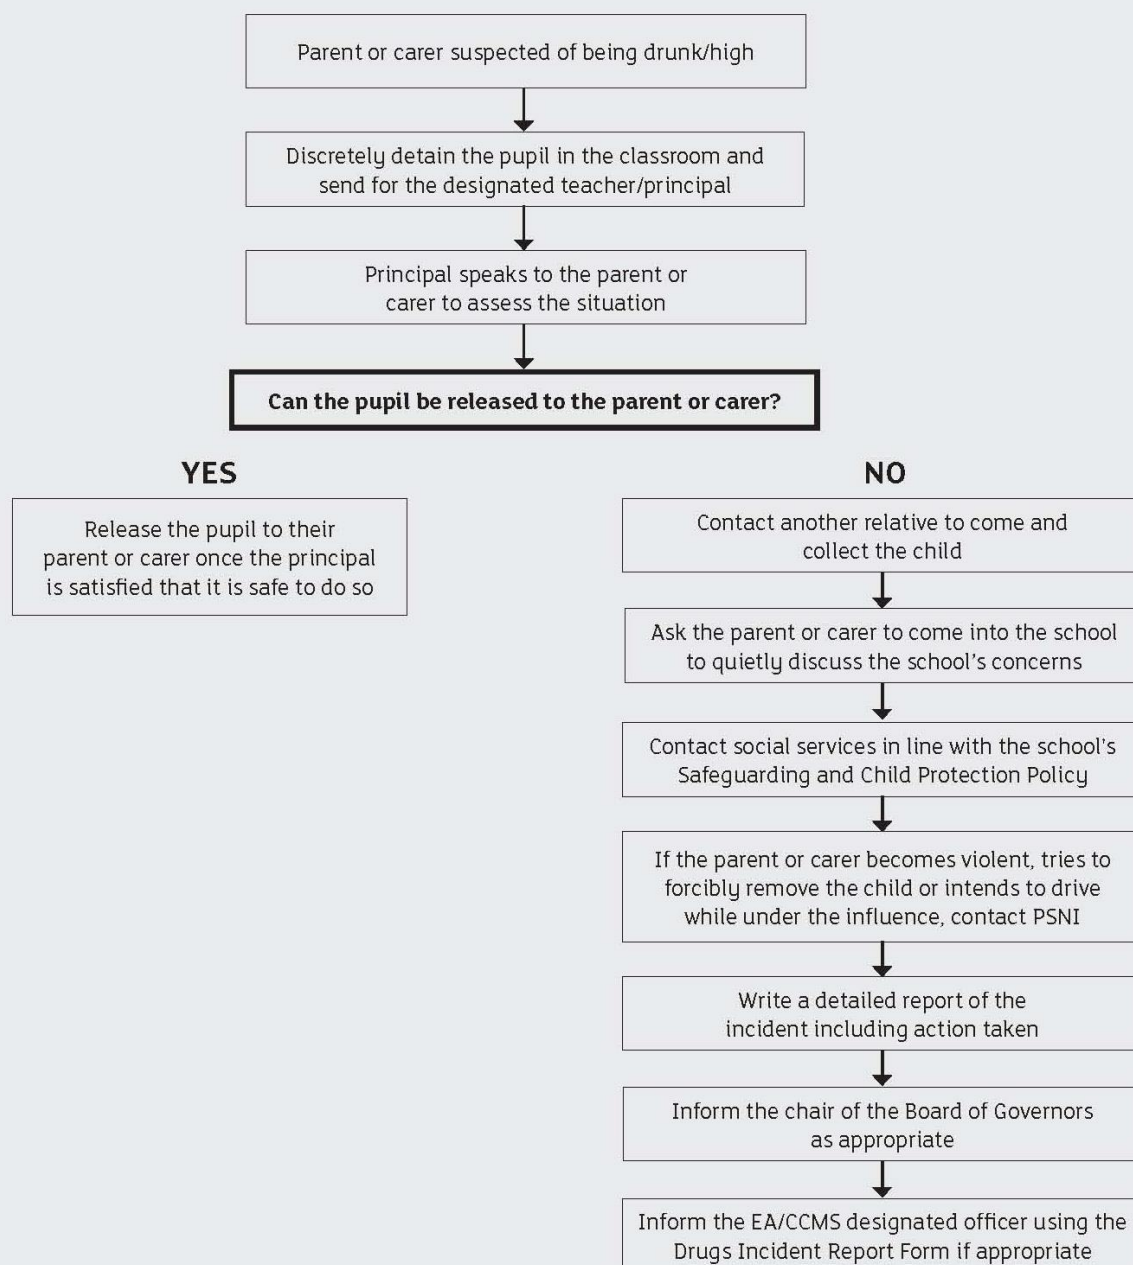 Parent or carer suspected of being drunk/high
Discretely detain the pupil in the classroom and
send for the designated teacher/principal
Principal speaks to the parent or
carer to assess the situation
Can the pupil be released to the parent or carer?
YES
Release the pupil to their
parent or carer once the principal
is satisfied that it is safe to do so
NO
Contact another relative to come and
collect the child
Ask the parent or carer to come into the school
to quietly discuss the school's concerns
Contact social services in line with the school's
Safeguarding and Child Protection Policy
If the parent or carer becomes violent, tries to
forcibly remove the child or intends to drive
while under the influence, contact PSNI
Write a detailed report of the
incident including action taken
Inform the chair of the Board of Governors
as appropriate
Inform the EA/CCMS designated officer using the
Drugs Incident Report Form if appropriate